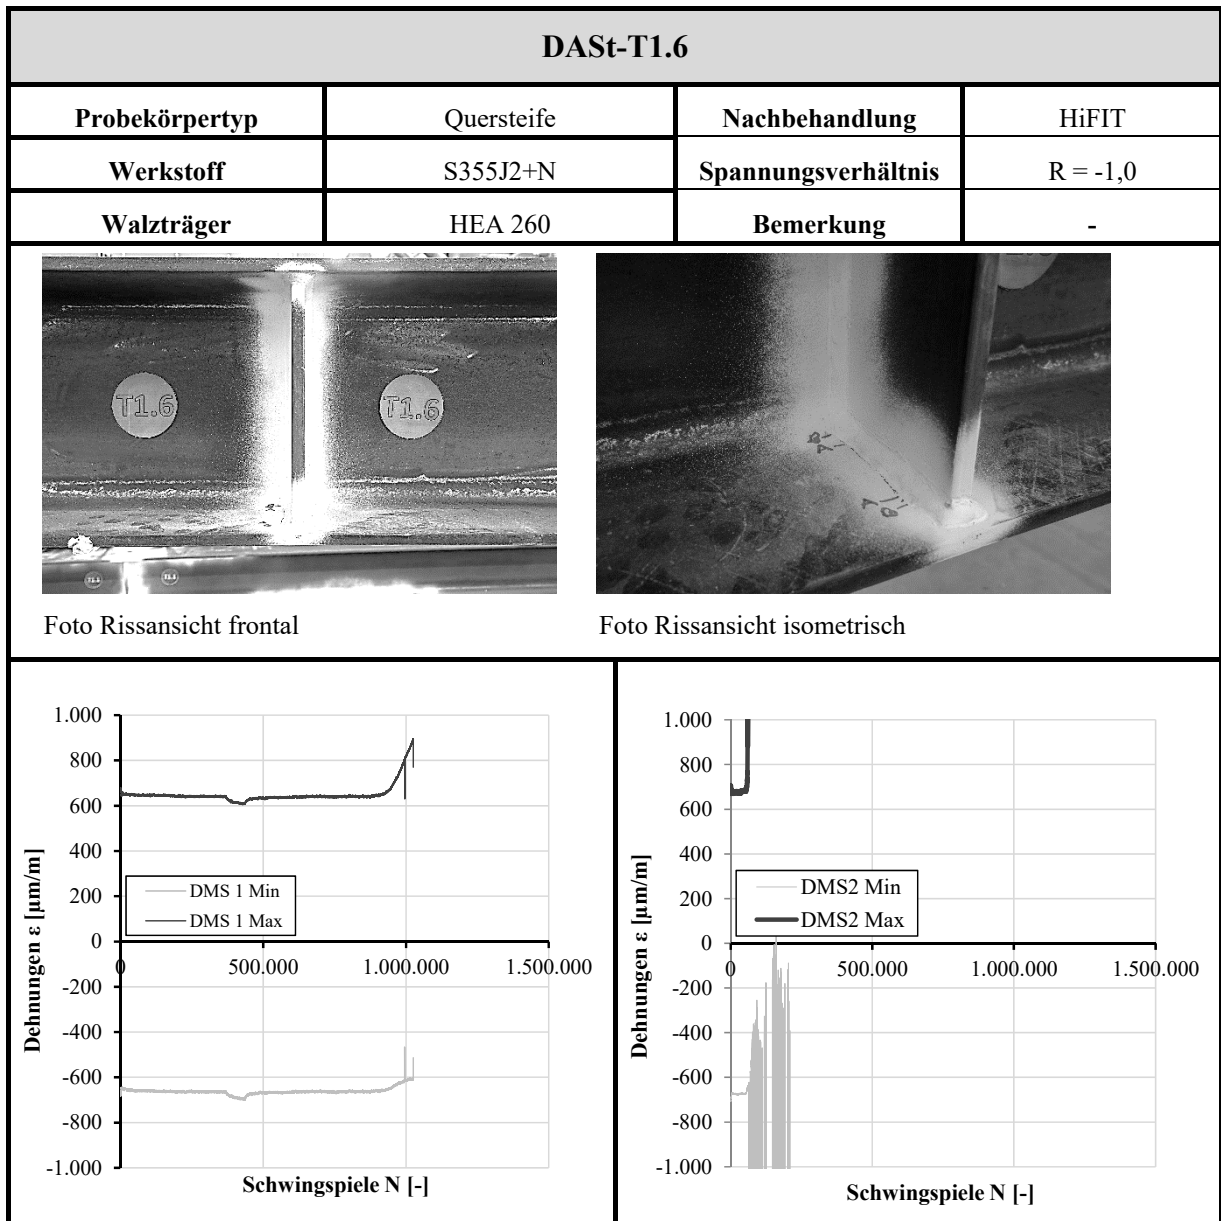 DASt-T1.6
Probekörpertyp Quersteife Nachbehandlung HiFIT
Werkstoff S355J2+N Spannungsverhältnis R = -1,0
Walzträger HEA 260 Bemerkung -
T1.6 T1.6
Foto Rissansicht frontal
Foto Rissansicht isometrisch
Dehnungen ε [µm/m]
1.000
800
600
400
200
0
-200
-400
-600
-800
-1.000
DMS 1 Min
DMS 1 Max
0 500.000 1.000.000 1.500.000
Schwingspiele N [-]
Dehnungen ε [µm/m]
1.000
800
600
400
200
0
-200
-400
-600
-800
-1.000
DMS2 Min
DMS2 Max
0 500.000 1.000.000 1.500.000
Schwingspiele N [-]